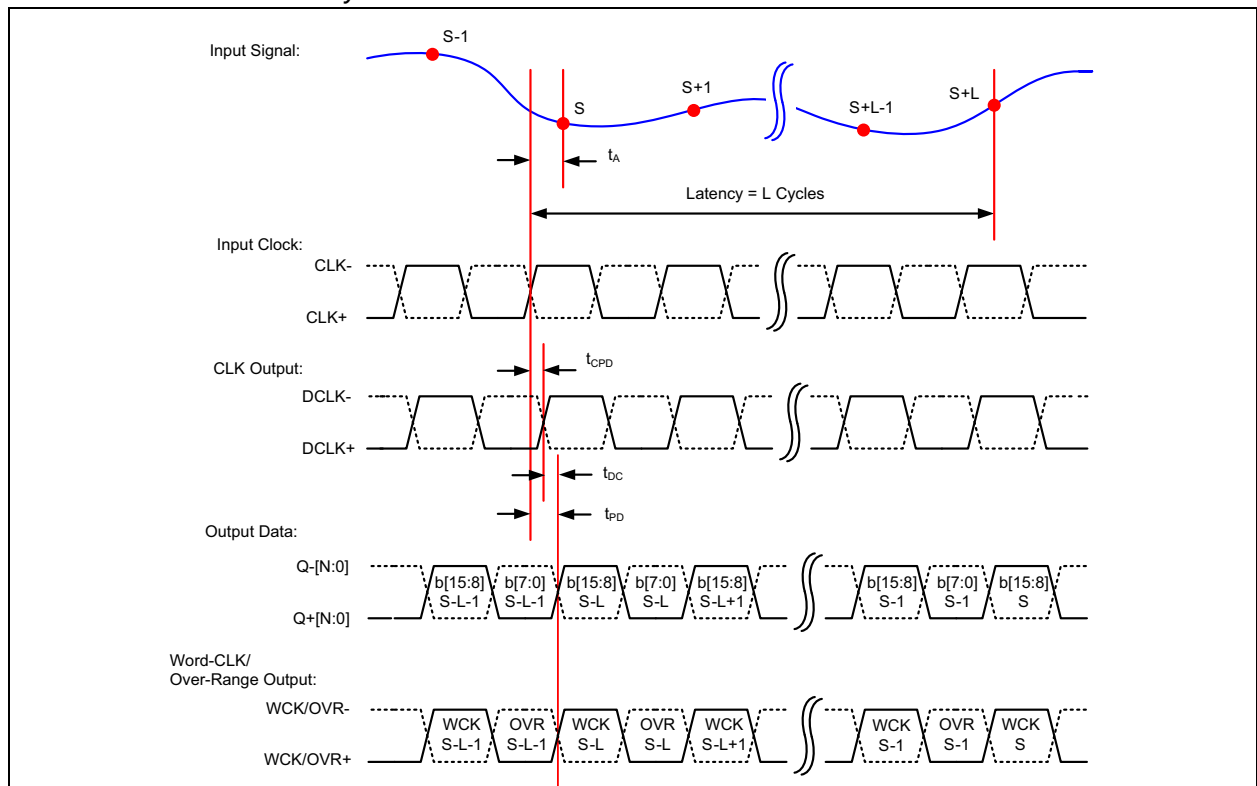 Input Signal:
S-1
S
S+1
S+L-1
S+L
tA
Latency = L Cycles
Input Clock:
CLK-
CLK+
tCPD
CLK Output:
DCLK-
DCLK+
tDC
tPD
Output Data:
Q-[N:0]
Q+[N:0]
b[15:8] b[7:0] b[15:8] b[7:0] b[15:8] b[15:8] b[7:0] b[15:8]
S-L-1 S-L-1 S-L S-L S-L+1 S-1 S-1 S
Word-CLK/
Over-Range Output:
WCK/OVR-
WCK/OVR+
WCK OVR WCK OVR WCK WCK OVR WCK
S-L-1 S-L-1 S-L S-L S-L+1 S-1 S-1 S